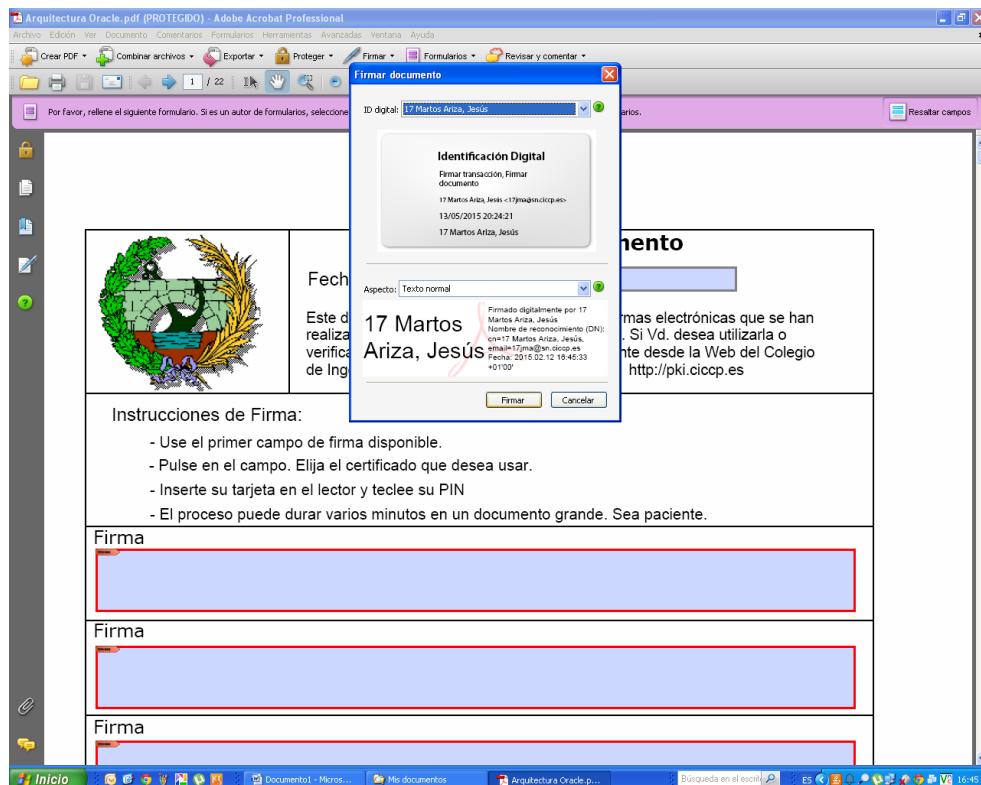 Arquitectura Oracle.pdf (PROTEGIDO) - Adobe Acrobat Professional
Archivo Edición Ver Documento Comentarios Formularios Herramientas Avanzadas Ventana Ayuda
Crear PDF Combinar archivos Exportar Proteger Firmar Formularios Revisar y comentar
1 / 22
Por favor, rellene el siguiente formulario. Si es un autor de formularios, seleccione
arios.
Resaltar campos
Firmar documento
ID digital: 17 Martos Ariza, Jesús
Identificación Digital
Firmar transacción, Firmar
documento
17 Martos Ariza, Jesús <17jma@sn.ciccp.es>
13/05/2015 20:24:21
17 Martos Ariza, Jesús
Aspecto: Texto normal
17 Martos
Ariza, Jesús
Firmado digitalmente por 17
Martos Ariza, Jesús
Nombre de reconocimiento (DN):
cn=17 Martos Ariza, Jesús,
email=17jma@sn.ciccp.es
Fecha: 2015.02.12 16:45:33
+01'00'
Firmar Cancelar
mento
Fech
Este d rmas electrónicas que se han
realiza . Si Vd. desea utilizarla o
verifica nte desde la Web del Colegio
de Ing http://pki.ciccp.es
Instrucciones de Firma:
- Use el primer campo de firma disponible.
- Pulse en el campo. Elija el certificado que desea usar.
- Inserte su tarjeta en el lector y teclee su PIN
- El proceso puede durar varios minutos en un documento grande. Sea paciente.
Firma
Firma
Firma
Inicio Documento1 - Micros... Mis documentos Arquitectura Oracle.p... Búsqueda en el escrito ES 16:45